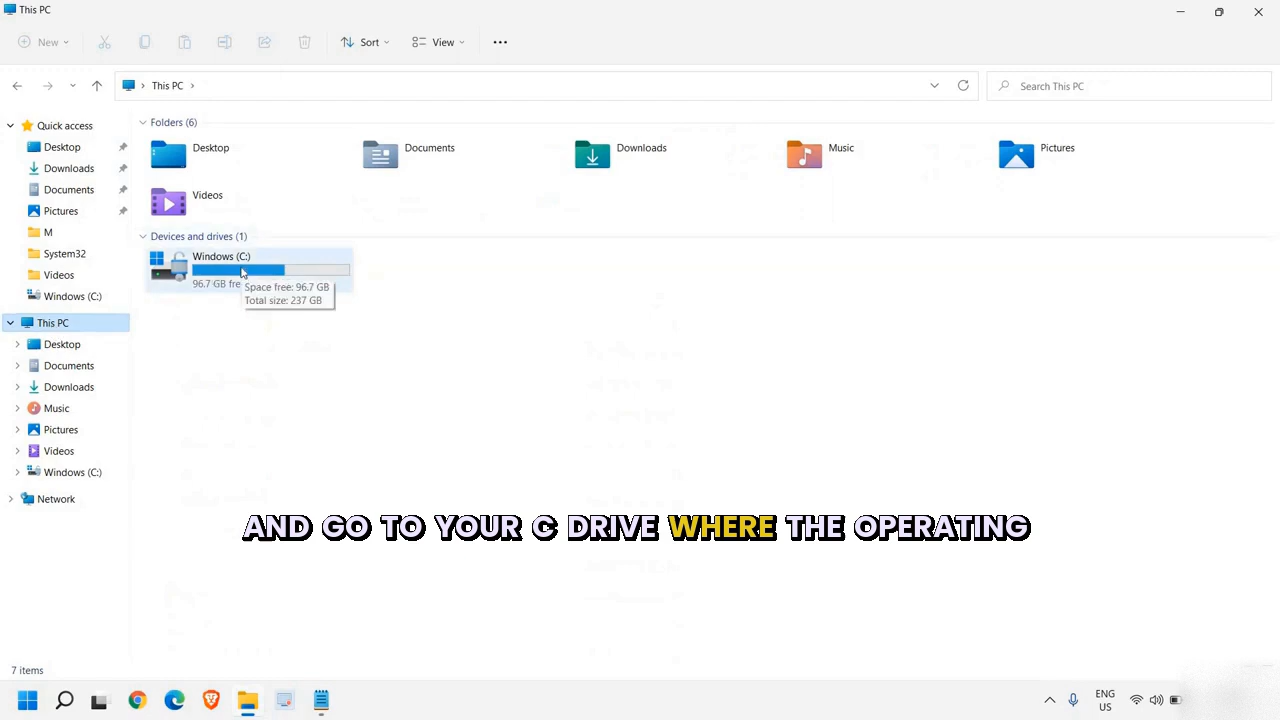 This PC
New
Sort
View
This PC
Search This PC
Quick access
Desktop
Downloads
Documents
Pictures
M
System32
Videos
Windows (C:)
This PC
Desktop
Documents
Downloads
Music
Pictures
Videos
Windows (C:)
Network
Folders (6)
Desktop
Documents
Downloads
Music
Pictures
Videos
Devices and drives (1)
Windows (C:)
96.7 GB fre
Space free: 96.7 GB
Total size: 237 GB
AND GO TO YOUR C DRIVE WHERE THE OPERATING
7 items
ENG
US